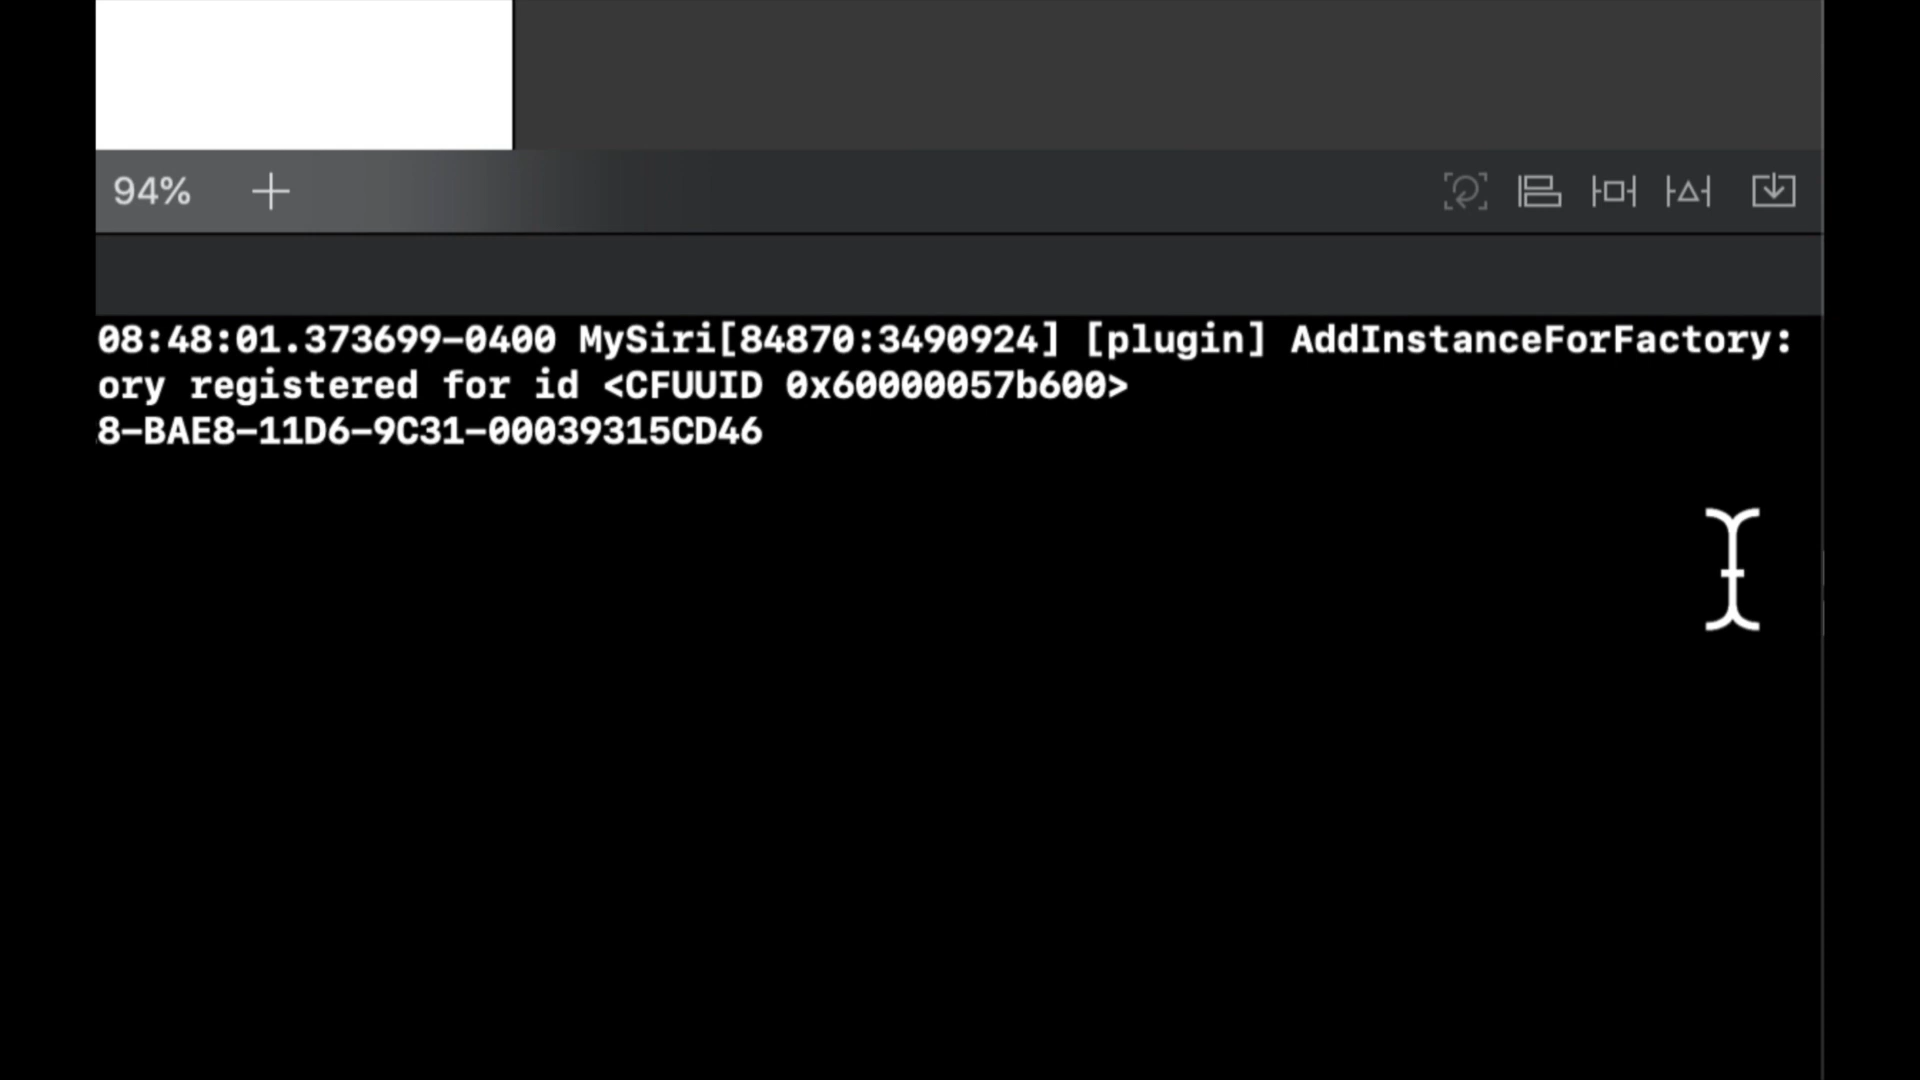 94%
08:48:01.373699-0400 MySiri[84870:3490924] [plugin] AddInstanceForFactory:
ory registered for id <CFUUID 0x60000057b600>
8-BAE8-11D6-9C31-00039315CD46